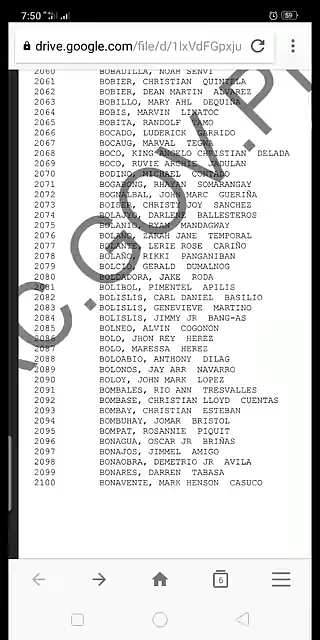 7:50
59
drive.google.com/file/d/1lxVdFGpxju
2060 BOBADILLA, NOAH SENVI
2061 BOBIER, CHRISTIAN QUINTELA
2062 BOBIER, DEAN MARTIN ALVAREZ
2063 BOBILLO, MARY AHL DEQUIÑA
2064 BOBIS, MARVIN LINATOC
2065 BOBITA, RANDOLF YAMO
2066 BOCADO, LUDERICK GARRIDO
2067 BOCAUG, MARVAL TEGWA
2068 BOCO, KING ANGELO CHRISTIAN DELADA
2069 BOCO, RUVIE ARCHIE JADULAN
2070 BODINO, MICHAEL CONTADO
2071 BOGABONG, RHAYAN SOMARANGAY
2072 BOGNALBAL, JOHN MARC GUERIÑA
2073 BOISER, CHRISTY JOY SANCHEZ
2074 BOLAJYO, DARLENE BALLESTEROS
2075 BOLANIO, RYAN MANDAGWAY
2076 BOLAÑO, ZARAH JANE TEMPORAL
2077 BOLANTE, LERIE ROSE CARIÑO
2078 BOLAÑO, RIKKI PANGANIBAN
2079 BOLCIO, GERALD DUMALNOG
2080 BOLDADORA, JAKE RODA
2081 BOLIBOL, PIMENTEL APILIS
2082 BOLISLIS, CARL DANIEL BASILIO
2083 BOLISLIS, GENEVIEVE MARTINO
2084 BOLISLIS, JIMMY JR BANG-AS
2085 BOLNEO, ALVIN COGONON
2086 BOLO, JHON REY HEREZ
2087 BOLO, MARESSA HEREZ
2088 BOLOABIO, ANTHONY DILAG
2089 BOLONOS, JAY ARR NAVARRO
2090 BOLOY, JOHN MARK LOPEZ
2091 BOMBALES, RIO ANN TRESVALLES
2092 BOMBASE, CHRISTIAN LLOYD CUENTAS
2093 BOMBAY, CHRISTIAN ESTEBAN
2094 BOMBUHAY, JOMAR BRISTOL
2095 BOMPAT, ROSANNIE PIQUIT
2096 BONAGUA, OSCAR JR BRIÑAS
2097 BONAJOS, JIMMEL AMIGO
2098 BONAOBRA, DEMETRIO JR AVILA
2099 BONARES, DARREN TABASA
2100 BONAVENTE, MARK HENSON CASUCO
C.GOV.P
6